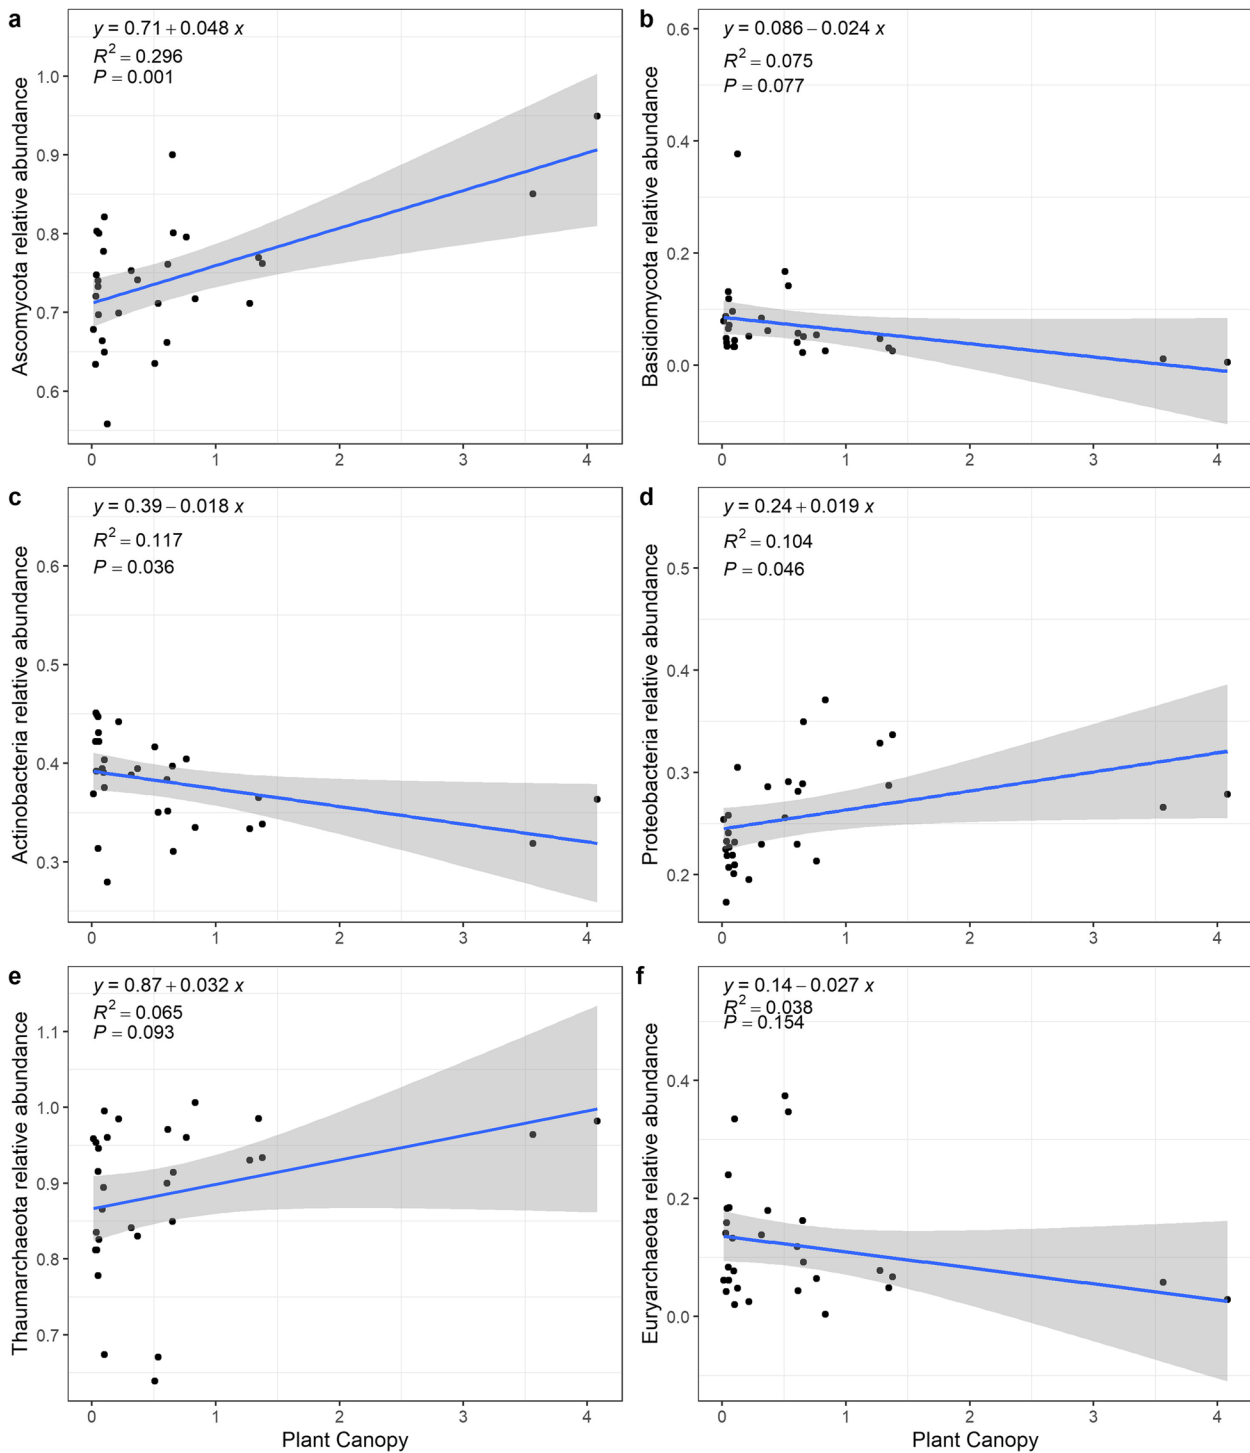 a
y = 0.71 + 0.048 x
R² = 0.296
P = 0.001
Ascomycota relative abundance
1.0
0.9
0.8
0.7
0.6
0 1 2 3 4
b
y = 0.086 − 0.024 x
R² = 0.075
P = 0.077
Basidiomycota relative abundance
0.6
0.4
0.2
0.0
0 1 2 3 4
c
y = 0.39 − 0.018 x
R² = 0.117
P = 0.036
Actinobacteria relative abundance
0.6
0.5
0.4
0.3
0 1 2 3 4
d
y = 0.24 + 0.019 x
R² = 0.104
P = 0.046
Proteobacteria relative abundance
0.5
0.4
0.3
0.2
0 1 2 3 4
e
y = 0.87 + 0.032 x
R² = 0.065
P = 0.093
Thaumarchaeota relative abundance
1.1
1.0
0.9
0.8
0.7
0 1 2 3 4
Plant Canopy
f
y = 0.14 − 0.027 x
R² = 0.038
P = 0.154
Euryarchaeota relative abundance
0.4
0.2
0.0
0 1 2 3 4
Plant Canopy